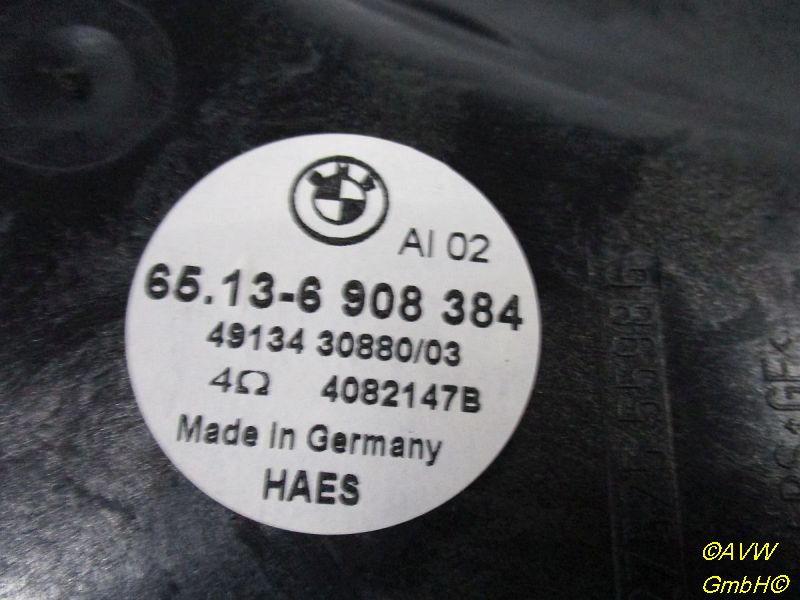 AI 02
65.13-6 908 384
49134 30880/03
4Ω 4082147B
Made In Germany
HAES
©AVW
GmbH©